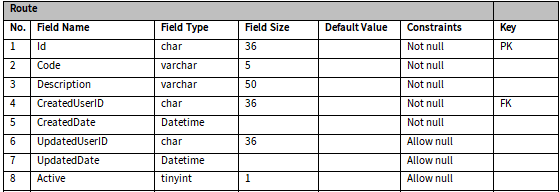 Route
No. Field Name Field Type Field Size Default Value Constraints Key
1 Id char 36 Not null PK
2 Code varchar 5 Not null
3 Description varchar 50 Not null
4 CreatedUserID char 36 Not null FK
5 CreatedDate Datetime Not null
6 UpdatedUserID char 36 Allow null
7 UpdatedDate Datetime Allow null
8 Active tinyint 1 Allow null